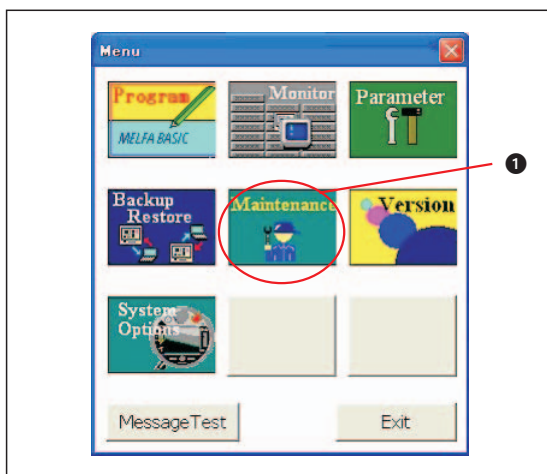 Menu
Program
MELFA BASIC
Monitor
Parameter
1
Backup
Restore
Maintenance
Version
System
Options
MessageTest
Exit